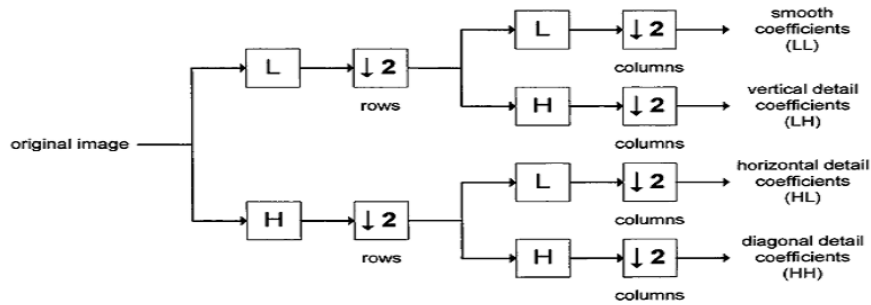 smooth
coefficients
(LL)
L
↓ 2
L
↓ 2
columns
rows
vertical detail
coefficients
(LH)
H
↓ 2
columns
original image
horizontal detail
coefficients
(HL)
L
↓ 2
H
↓ 2
columns
rows
diagonal detail
coefficients
(HH)
H
↓ 2
columns